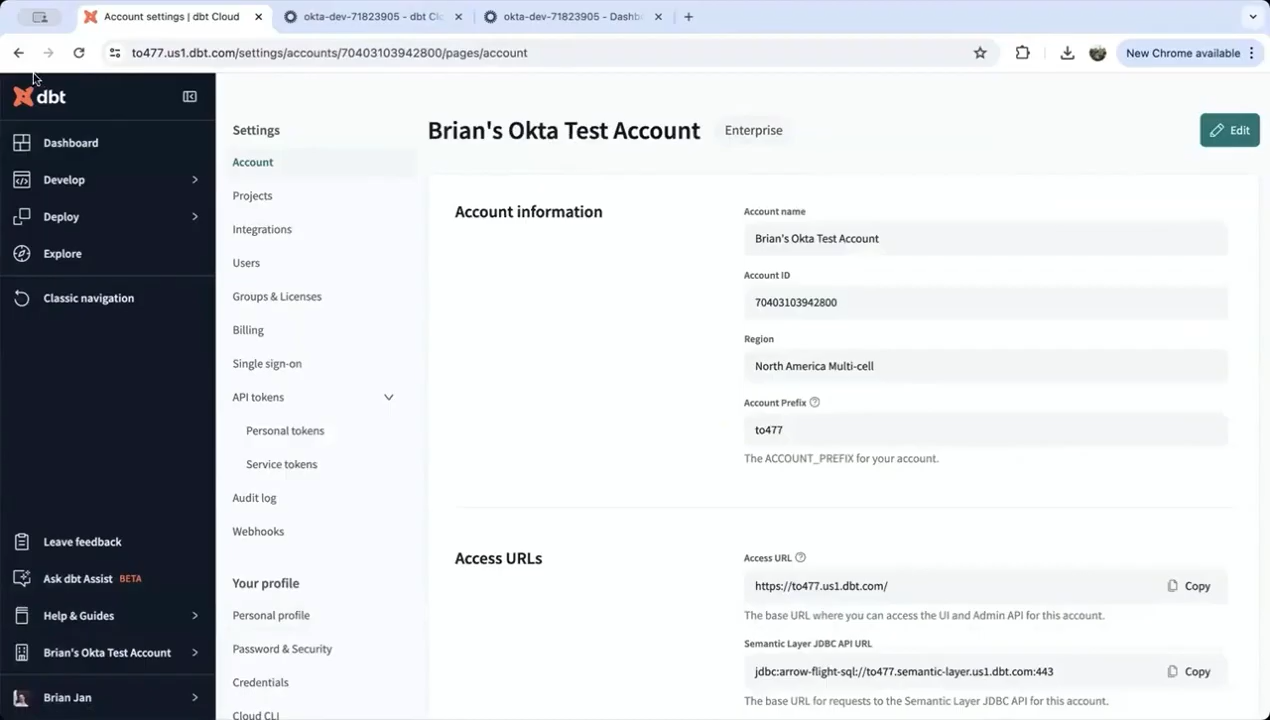 Account settings | dbt Cloud
okta-dev-71823905 - dbt Cl
okta-dev-71823905 - Dashb
to477.us1.dbt.com/settings/accounts/70403103942800/pages/account
New Chrome available
dbt
Dashboard
Develop
Deploy
Explore
Classic navigation
Leave feedback
Ask dbt Assist BETA
Help & Guides
Brian's Okta Test Account
Brian Jan
Settings
Account
Projects
Integrations
Users
Groups & Licenses
Billing
Single sign-on
API tokens
Personal tokens
Service tokens
Audit log
Webhooks
Your profile
Personal profile
Password & Security
Credentials
Cloud CLI
Brian's Okta Test Account
Enterprise
Edit
Account information
Account name
Brian's Okta Test Account
Account ID
70403103942800
Region
North America Multi-cell
Account Prefix
to477
The ACCOUNT_PREFIX for your account.
Access URLs
Access URL
https://to477.us1.dbt.com/
Copy
The base URL where you can access the UI and Admin API for this account.
Semantic Layer JDBC API URL
jdbc:arrow-flight-sql://to477.semantic-layer.us1.dbt.com:443
Copy
The base URL for requests to the Semantic Layer JDBC API for this account.